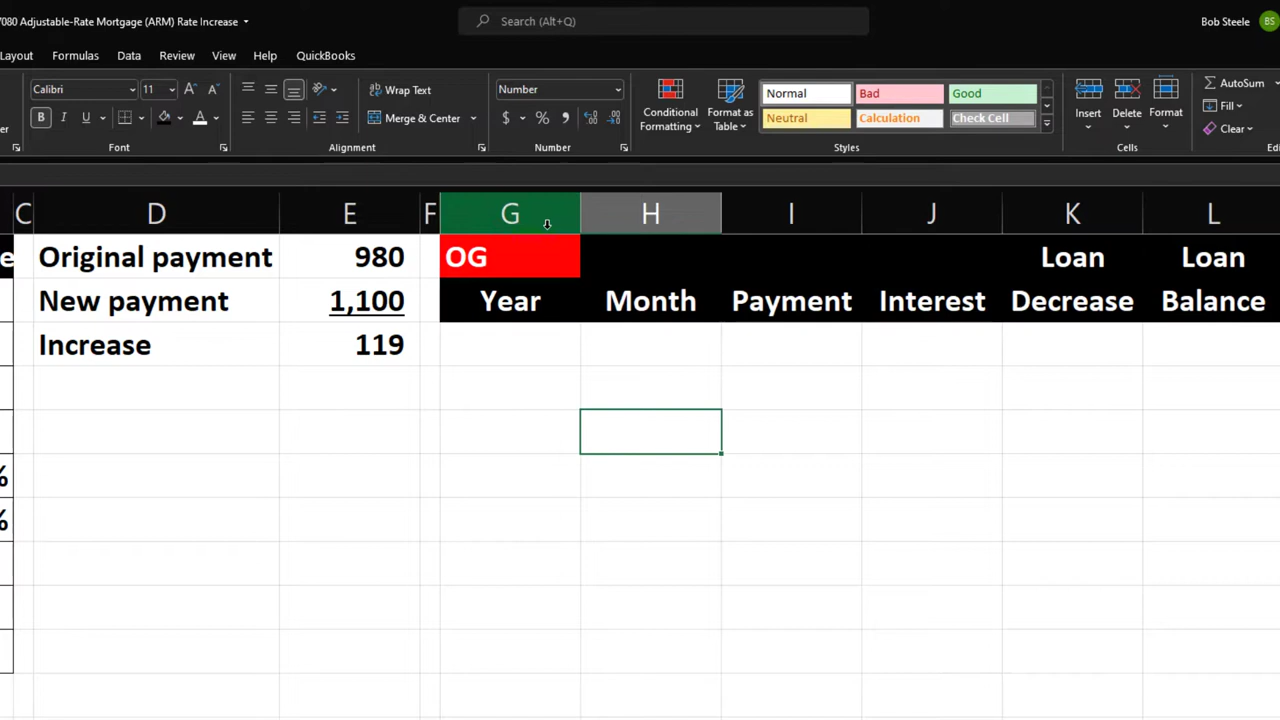 7080 Adjustable-Rate Mortgage (ARM) Rate Increase
Search (Alt+Q)
Bob Steele
BS
Layout Formulas Data Review View Help QuickBooks
Calibri 11
Wrap Text
Number
Conditional Formatting
Format as Table
Normal Bad Good
Neutral Calculation Check Cell
Insert Delete Format
AutoSum
Fill
Clear
B I U
Merge & Center
$ % 9
Font Alignment Number Styles Cells
C D E F G H I J K L
Original payment 980 OG Loan Loan
New payment 1,100 Year Month Payment Interest Decrease Balance
Increase 119
%
%